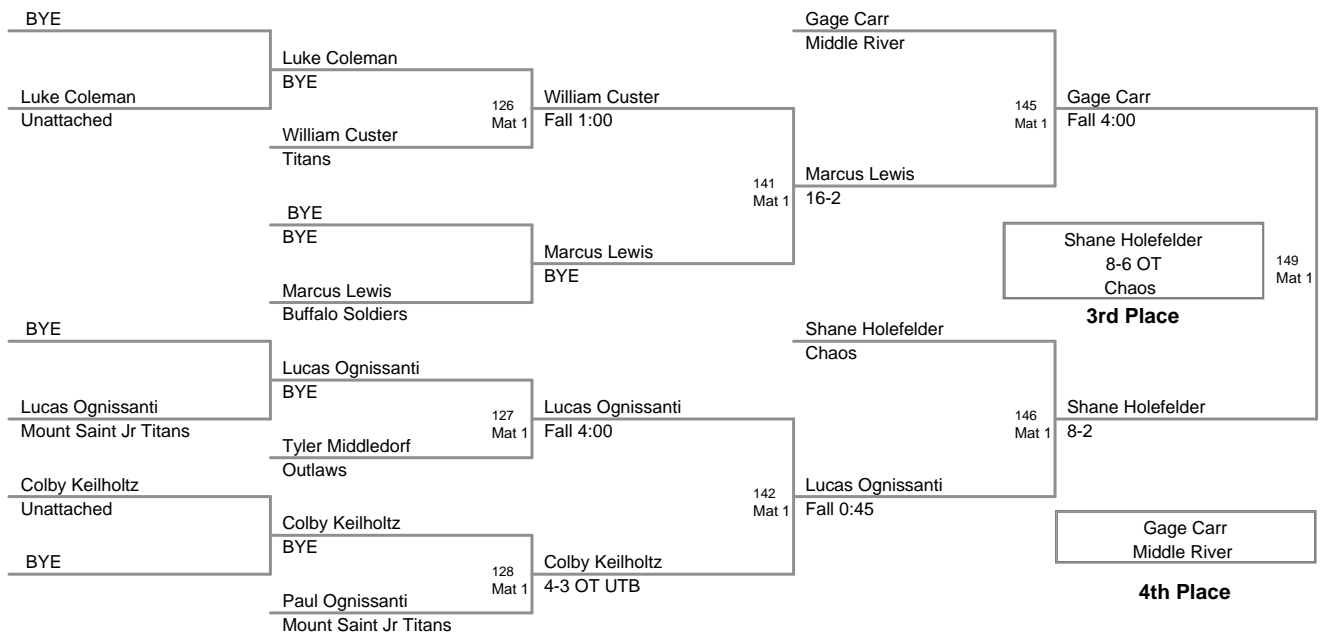 BYE
Luke Coleman
Unattached
Luke Coleman
BYE
William Custer
Titans
126
Mat 1
William Custer
Fall 1:00
BYE
BYE
Marcus Lewis
Buffalo Soldiers
Marcus Lewis
BYE
141
Mat 1
Marcus Lewis
16-2
Gage Carr
Middle River
145
Mat 1
Gage Carr
Fall 4:00
Shane Holefelder
8-6 OT
Chaos
3rd Place
149
Mat 1
BYE
Lucas Ognissanti
Mount Saint Jr Titans
Lucas Ognissanti
BYE
Tyler Middledorf
Outlaws
127
Mat 1
Lucas Ognissanti
Fall 4:00
Colby Keilholtz
Unattached
BYE
Colby Keilholtz
BYE
Paul Ognissanti
Mount Saint Jr Titans
128
Mat 1
Colby Keilholtz
4-3 OT UTB
142
Mat 1
Lucas Ognissanti
Fall 0:45
Shane Holefelder
Chaos
146
Mat 1
Shane Holefelder
8-2
Gage Carr
Middle River
4th Place